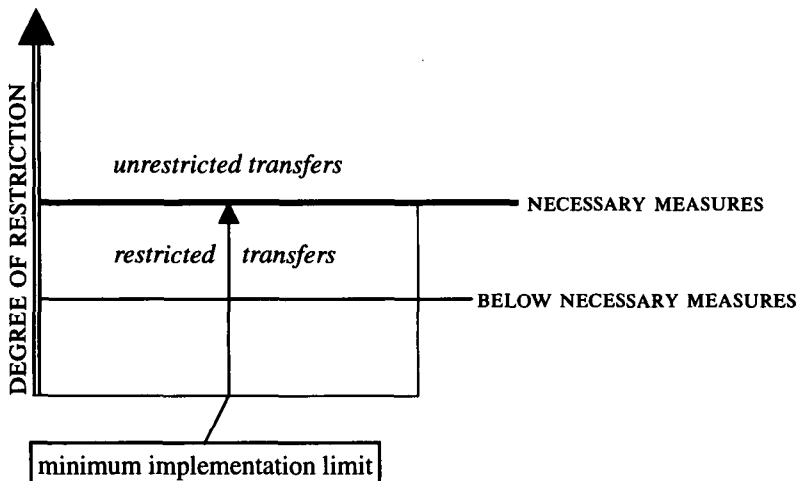 DEGREE OF RESTRICTION
unrestricted transfers
NECESSARY MEASURES
restricted transfers
BELOW NECESSARY MEASURES
minimum implementation limit